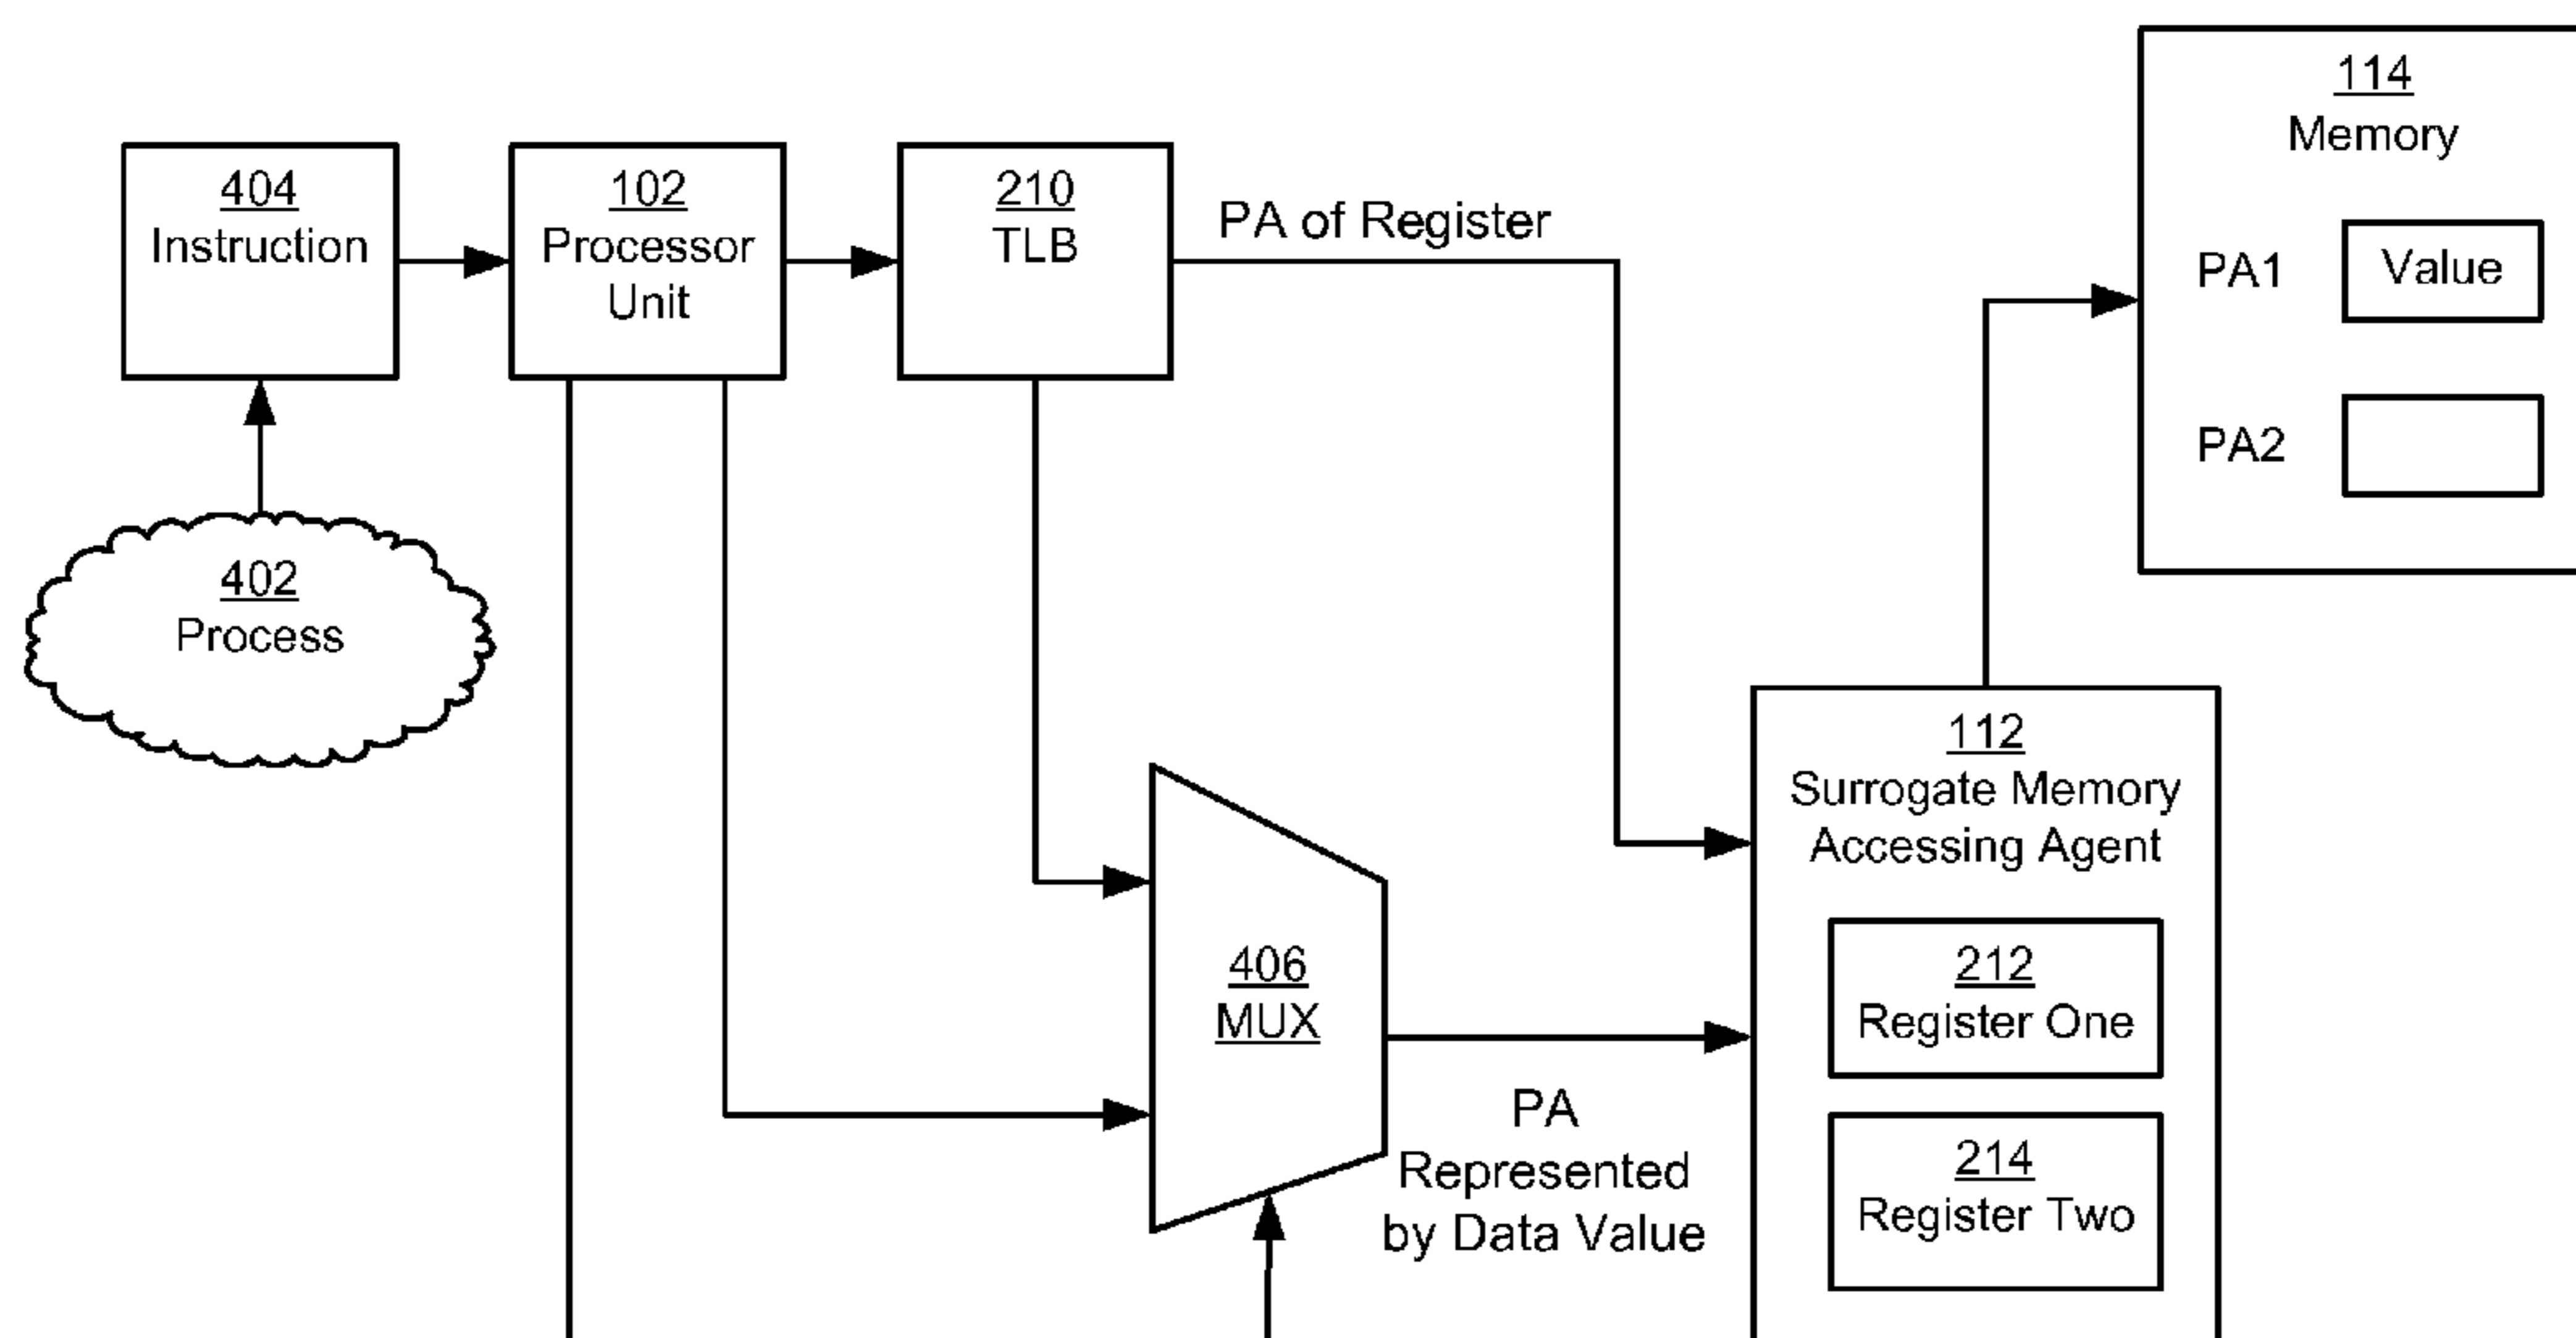 114
Memory
PA1
Value
PA2
404
Instruction
102
Processor
Unit
210
TLB
PA of Register
402
Process
406
MUX
PA
Represented
by Data Value
112
Surrogate Memory
Accessing Agent
212
Register One
214
Register Two